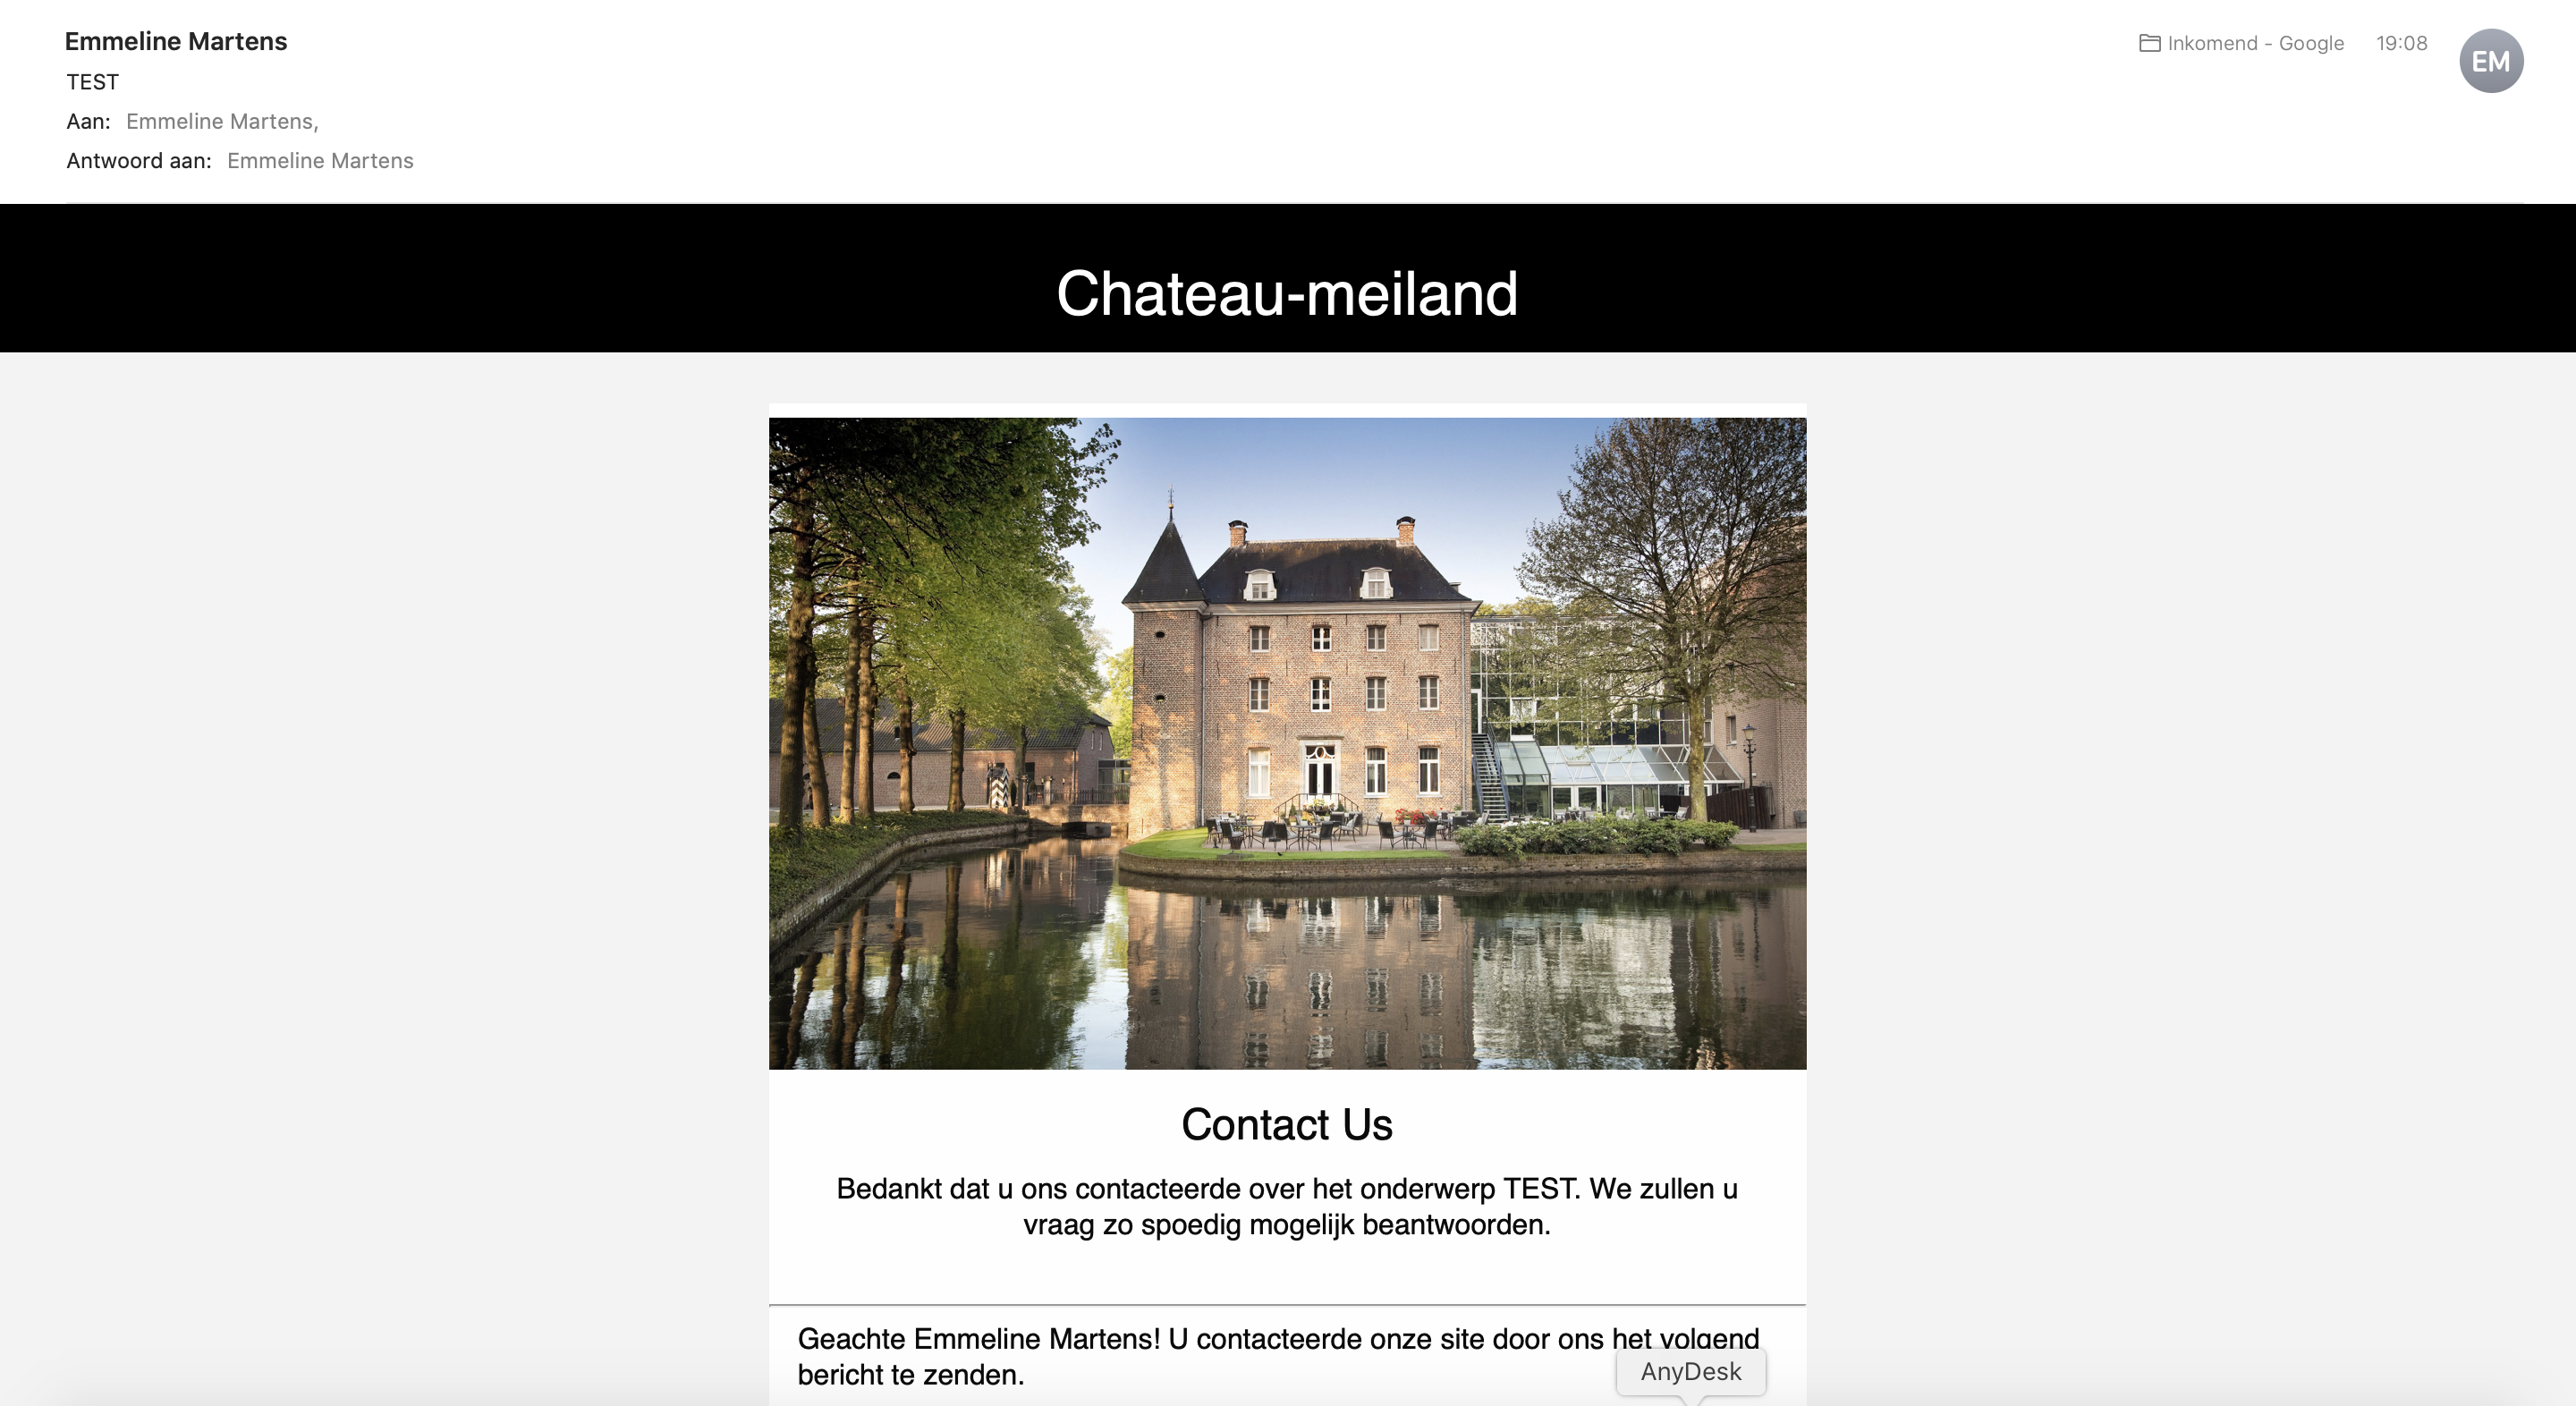 Emmeline Martens
Inkomend - Google 19:08
EM
TEST
Aan: Emmeline Martens,
Antwoord aan: Emmeline Martens
Chateau-meiland
Contact Us
Bedankt dat u ons contacteerde over het onderwerp TEST. We zullen u
vraag zo spoedig mogelijk beantwoorden.
Geachte Emmeline Martens! U contacteerde onze site door ons het volgend
bericht te zenden.
AnyDesk